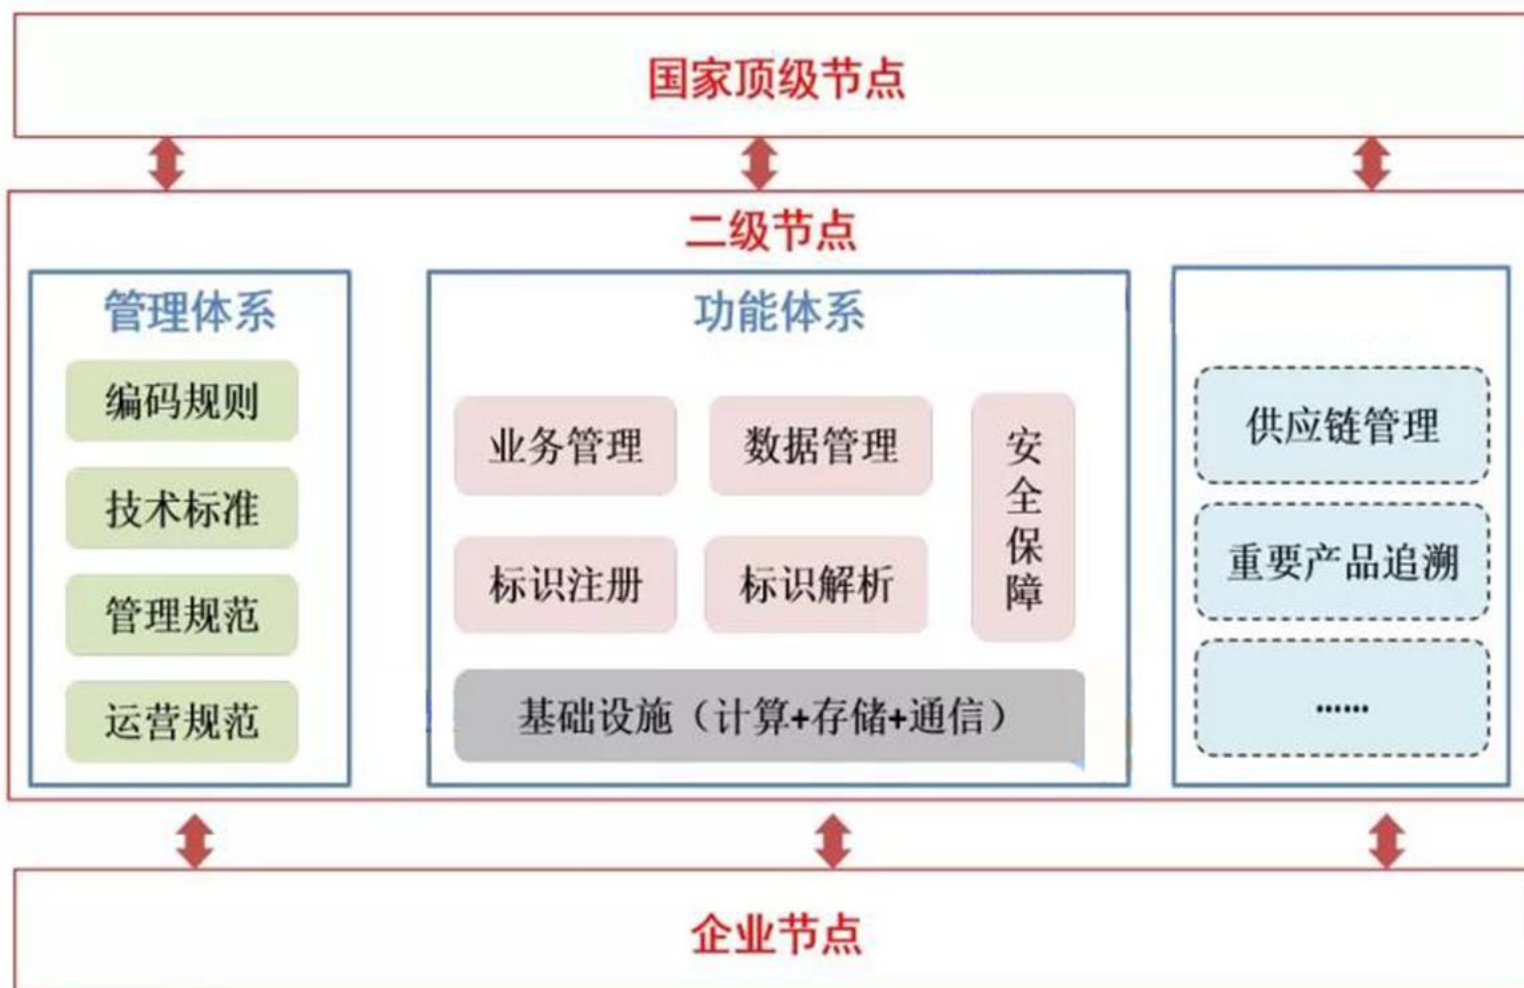 国家顶级节点
二级节点
管理体系
编码规则
技术标准
管理规范
运营规范
功能体系
业务管理
数据管理
标识注册
标识解析
安全保障
基础设施（计算+存储+通信）
供应链管理
重要产品追溯
......
企业节点